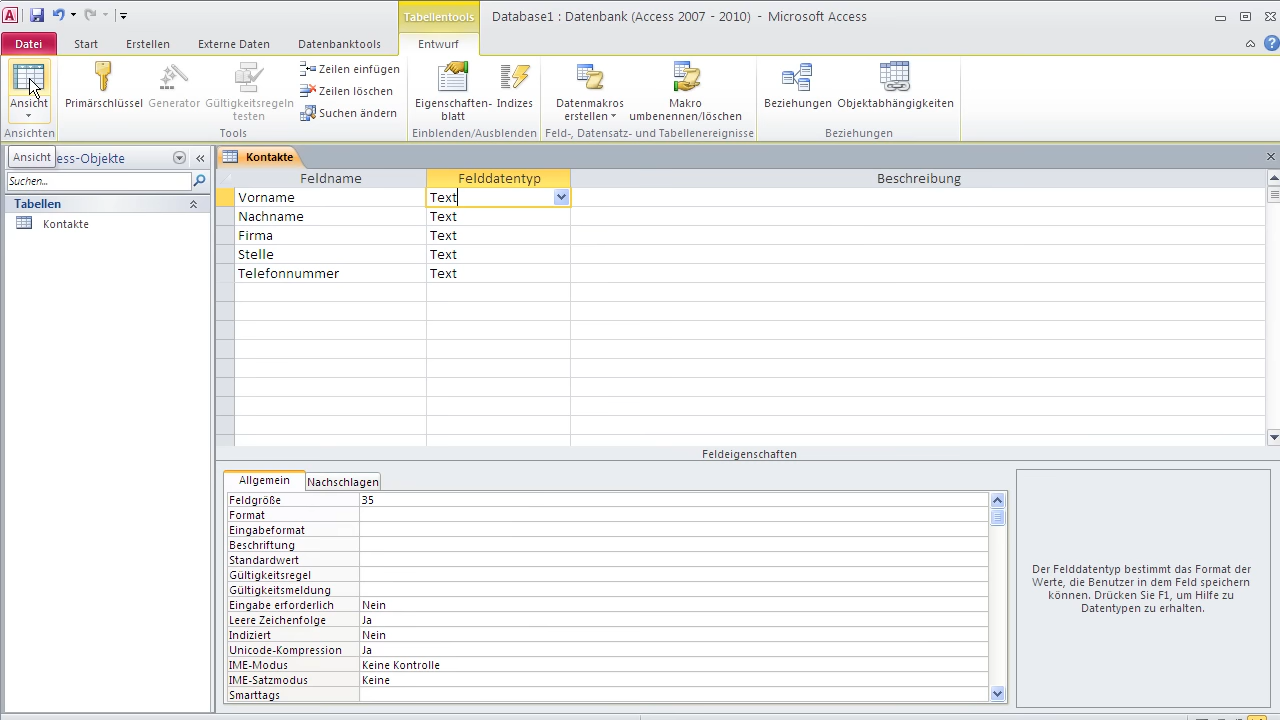 Tabellentools
Database1 : Datenbank (Access 2007 - 2010) - Microsoft Access
Datei Start Erstellen Externe Daten Datenbanktools Entwurf
Ansicht
Primärschlüssel
Generator
Gültigkeitsregeln
testen
Zeilen einfügen
Zeilen löschen
Suchen ändern
Eigenschaften-
blatt
Indizes
Datenmakros
erstellen
Makro
umbenennen/löschen
Beziehungen
Objektabhängigkeiten
Ansichten Tools Einblenden/Ausblenden Feld-, Datensatz- und Tabellenereignisse Beziehungen
Ansicht
ess-Objekte
Suchen...
Tabellen
Kontakte
Kontakte
Feldname Felddatentyp Beschreibung
Vorname Text
Nachname Text
Firma Text
Stelle Text
Telefonnummer Text
Feldeigenschaften
Allgemein Nachschlagen
Feldgröße 35
Format
Eingabeformat
Beschriftung
Standardwert
Gültigkeitsregel
Gültigkeitsmeldung
Eingabe erforderlich Nein
Leere Zeichenfolge Ja
Indiziert Nein
Unicode-Kompression Ja
IME-Modus Keine Kontrolle
IME-Satzmodus Keine
Smarttags
Der Felddatentyp bestimmt das Format der
Werte, die Benutzer in dem Feld speichern
können. Drücken Sie F1, um Hilfe zu
Datentypen zu erhalten.